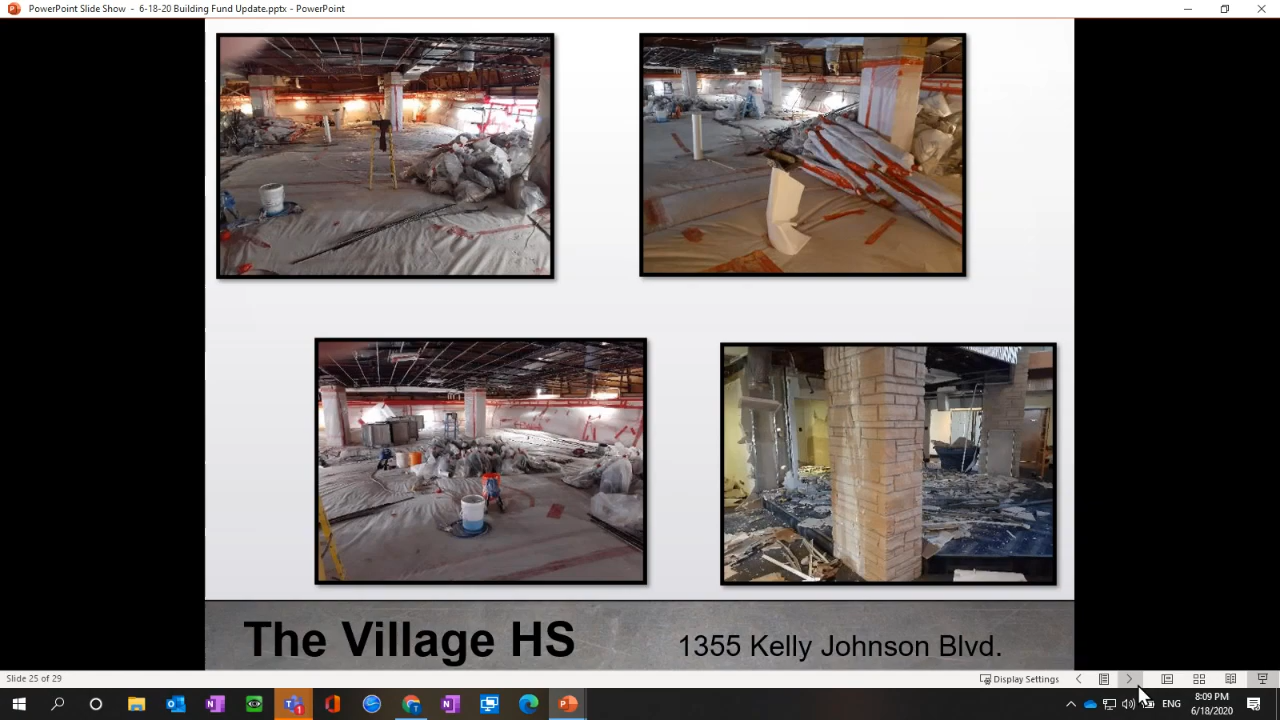 PowerPoint Slide Show - 6-18-20 Building Fund Update.pptx - PowerPoint
The Village HS
1355 Kelly Johnson Blvd.
Slide 25 of 29
Display Settings
ENG
8:09 PM
6/18/2020